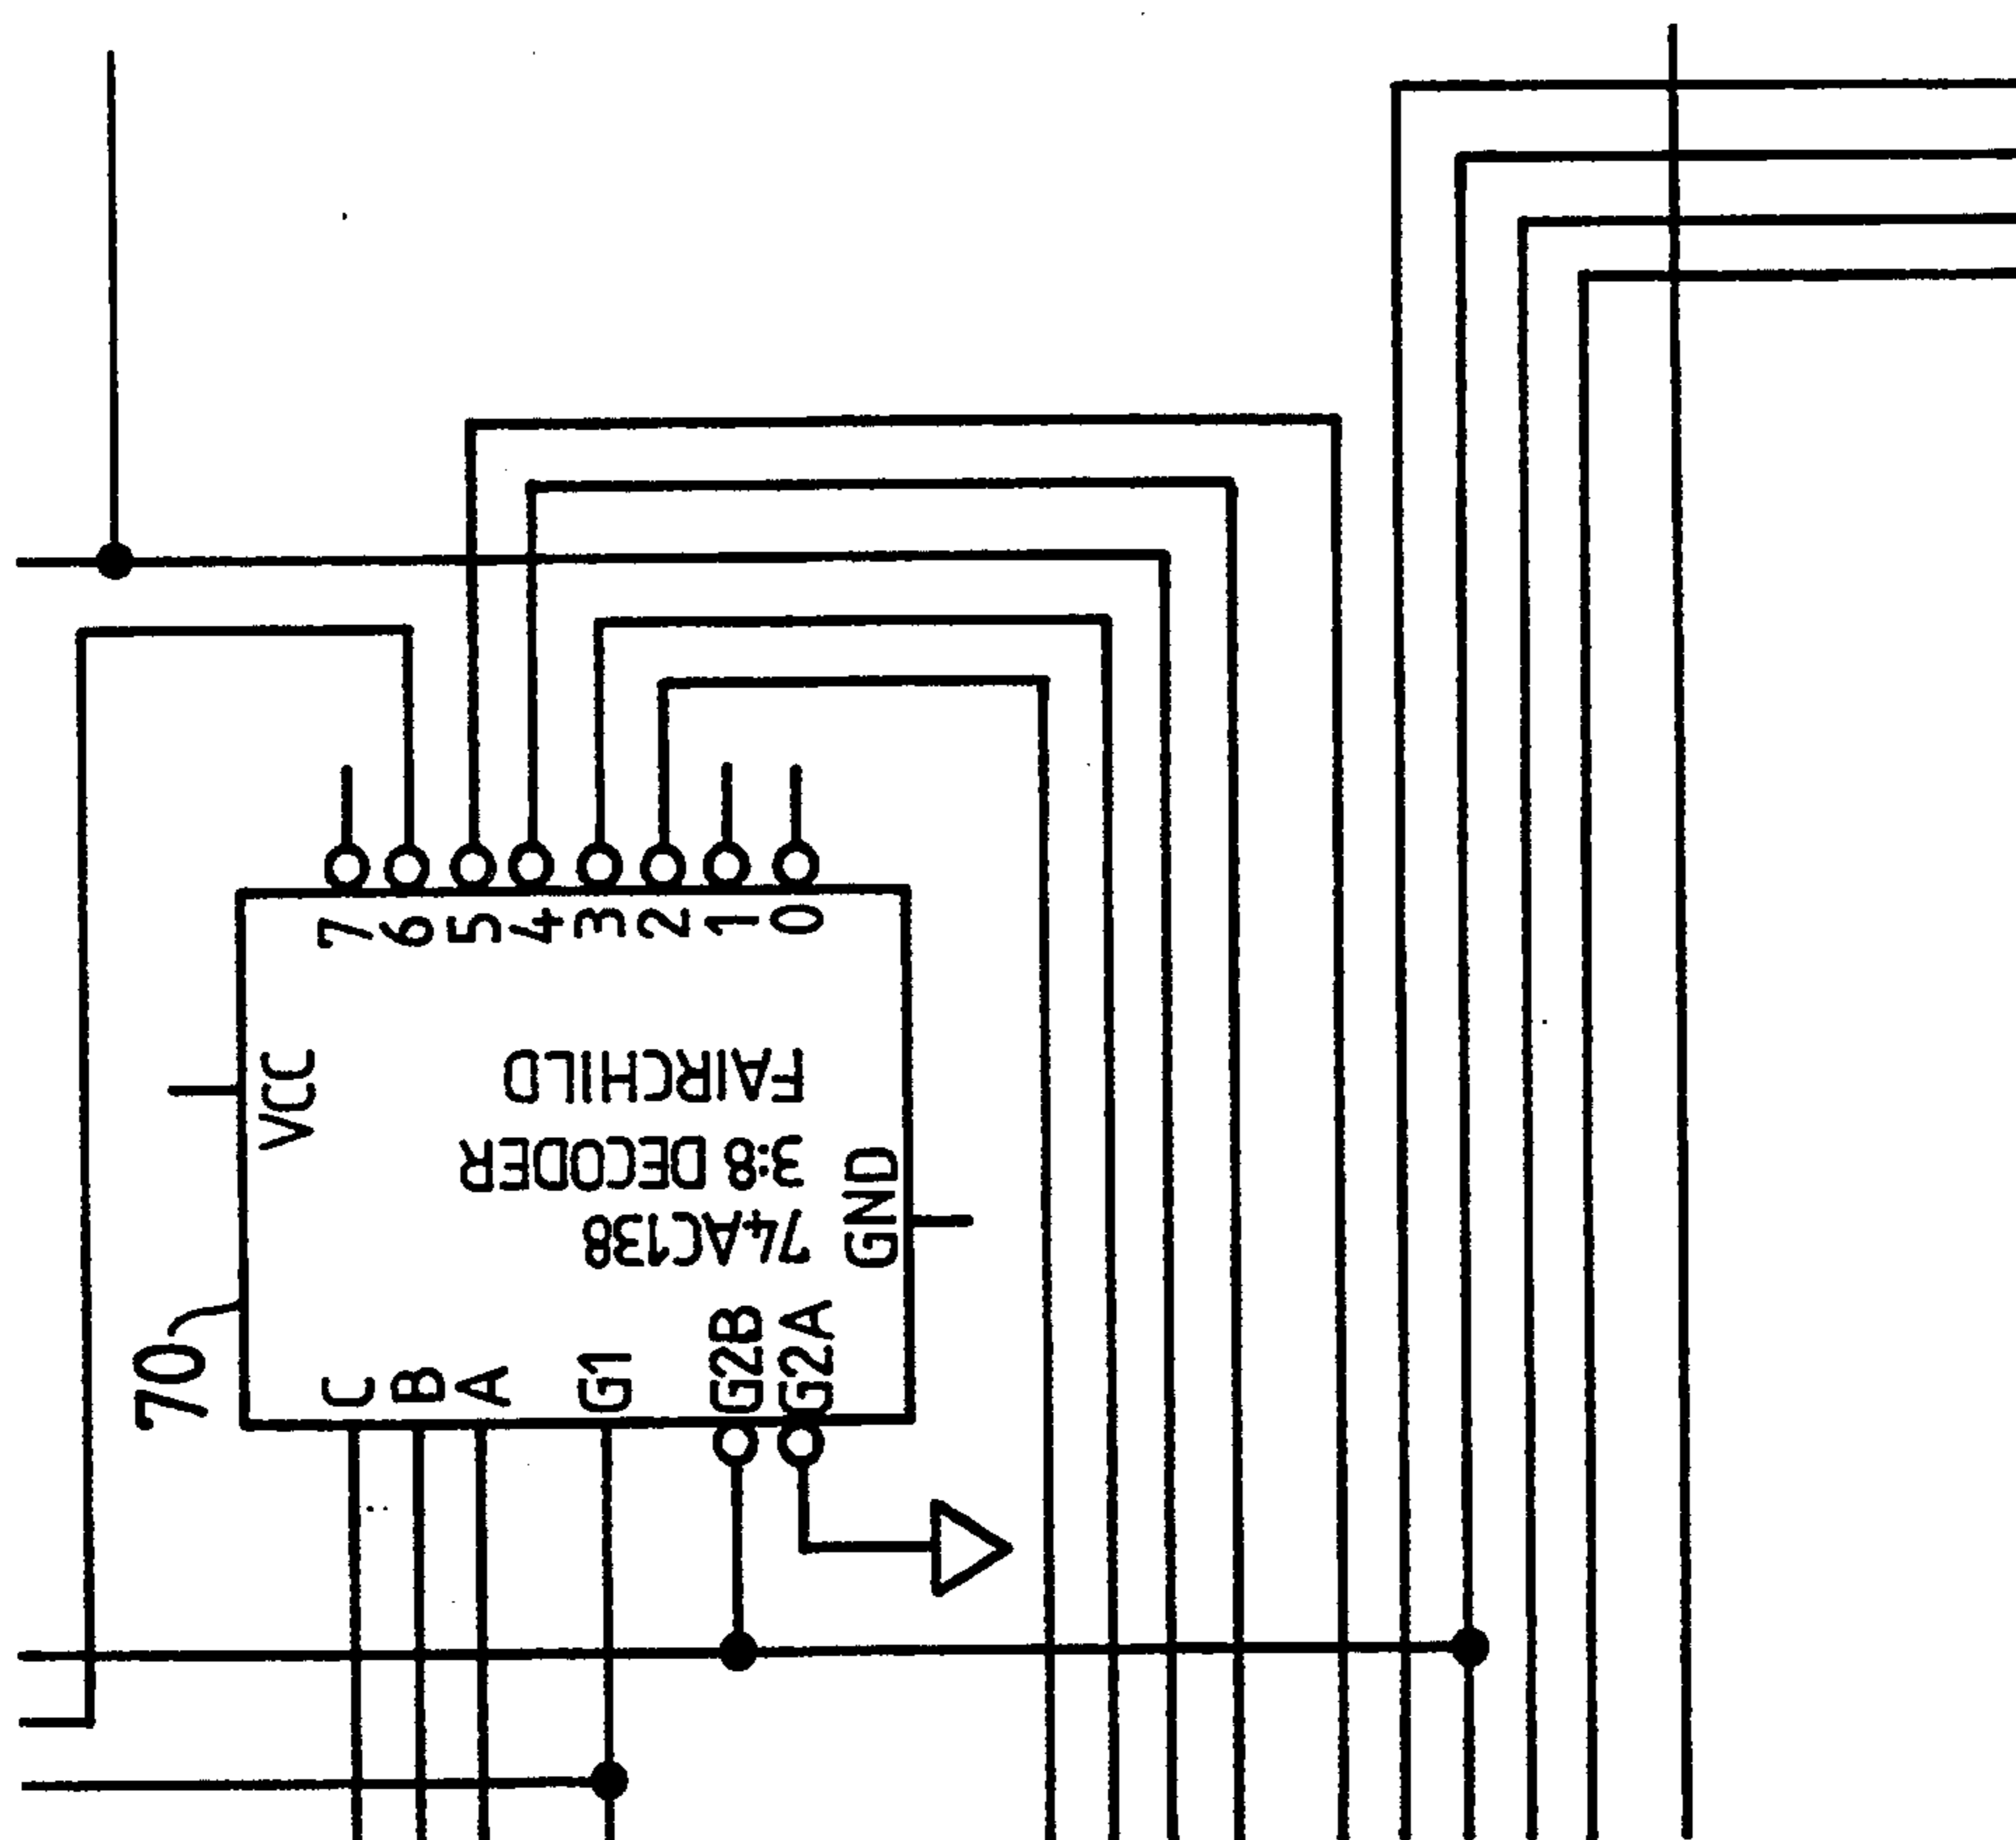 7
6
5
4
3
2
1
0
VCC
FAIRCHILD
3:8 DECODER
74AC138
GND
70
C
B
A
G1
G2B
G2A